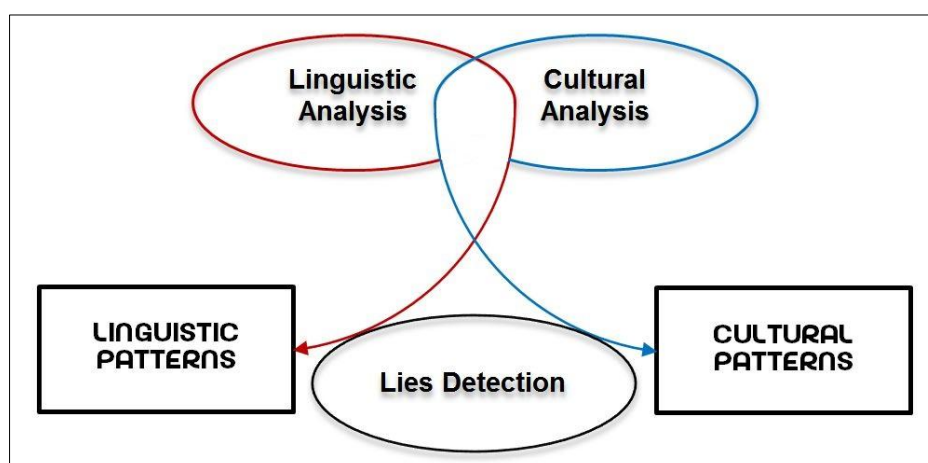 Linguistic
Analysis
Cultural
Analysis
LINGUISTIC
PATTERNS
CULTURAL
PATTERNS
Lies Detection